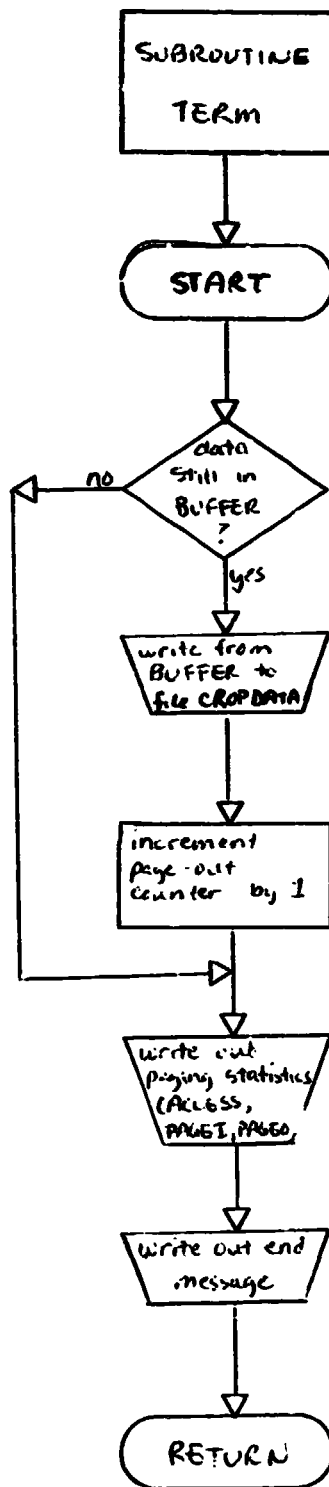 SUBROUTINE
TERM
START
data
still in
BUFFER
?
no
yes
write from
BUFFER to
file CROPDATA
increment
page-out
counter by 1
write out
paging statistics
(ACCESS,
PAGEI, PAGEO,
write out end
message
RETURN